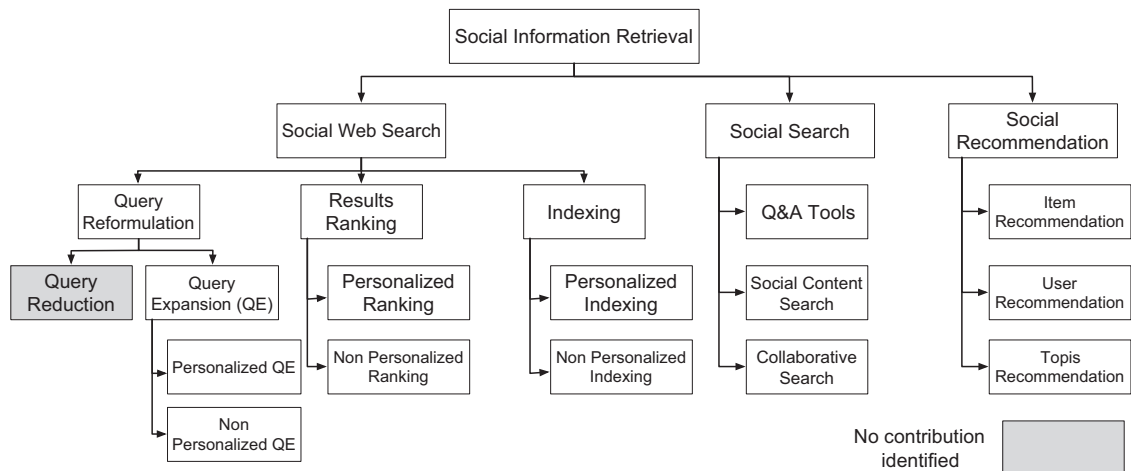 Social Information Retrieval
Social Web Search
Social Search
Social
Recommendation
Query
Reformulation
Results
Ranking
Indexing
Q&A Tools
Item
Recommendation
Query
Reduction
Query
Expansion (QE)
Personalized
Ranking
Personalized
Indexing
Social Content
Search
User
Recommendation
Personalized QE
Non Personalized
Ranking
Non Personalized
Indexing
Collaborative
Search
Topis
Recommendation
Non
Personalized QE
No contribution
identified